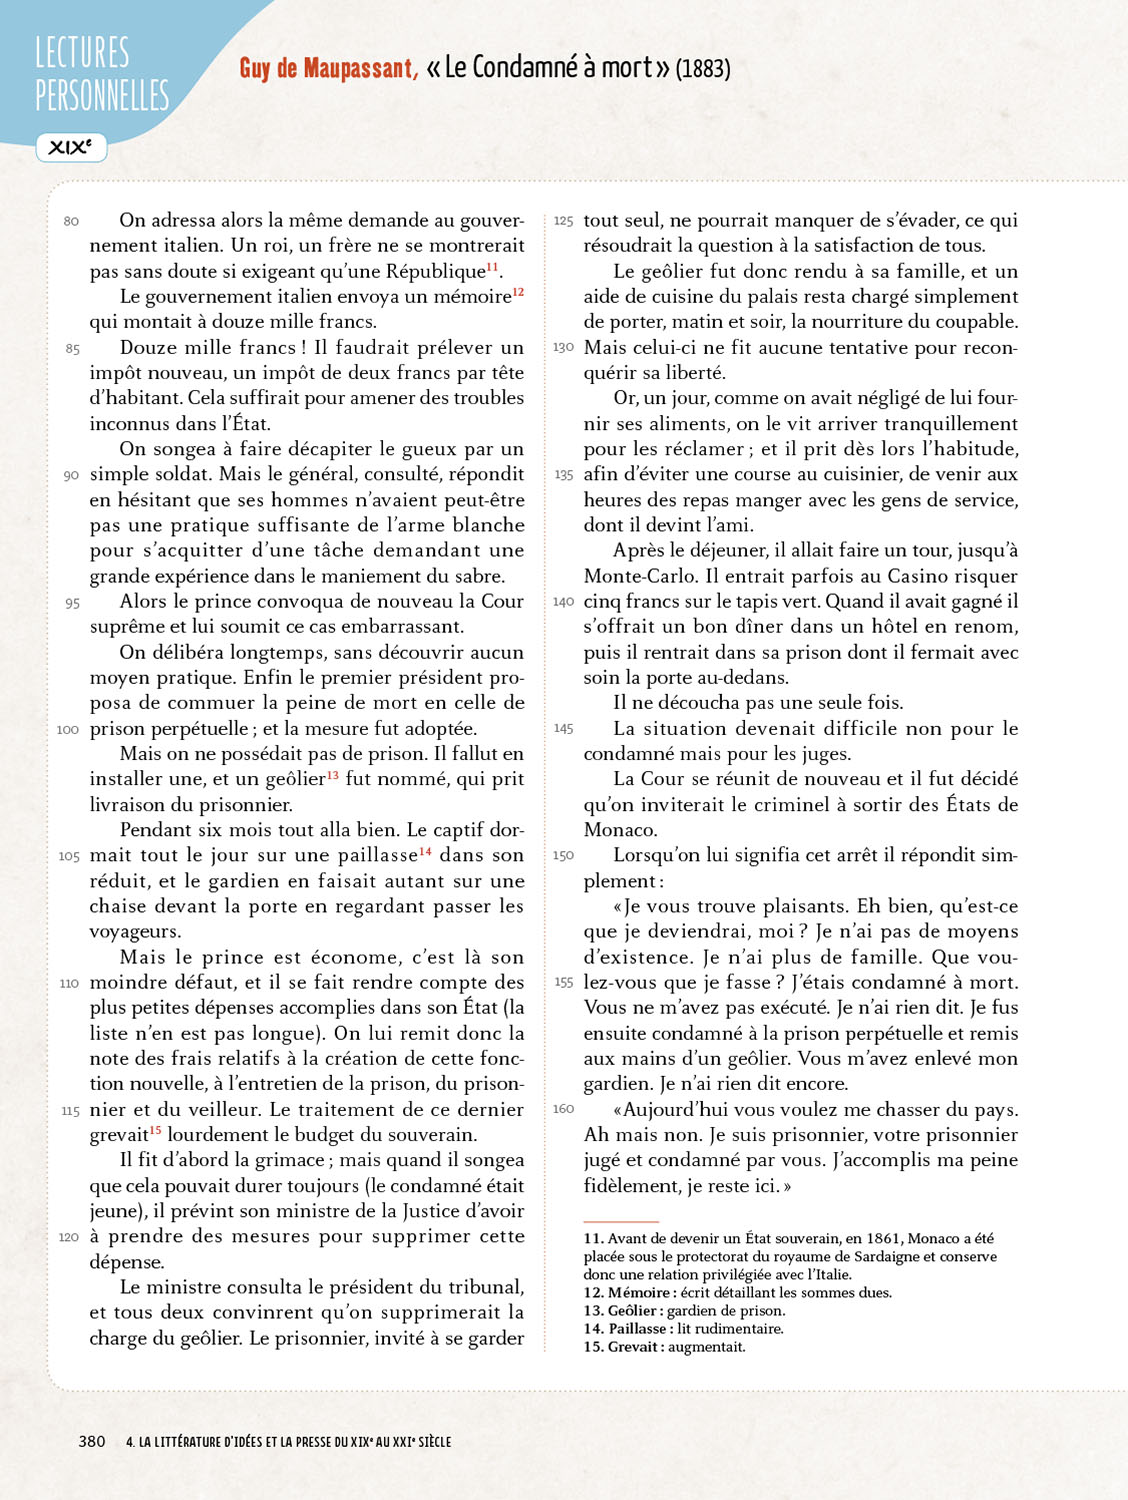 LECTURES
PERSONNELLES
XIXe
Guy de Maupassant, « Le Condamné à mort » (1883)
80 On adressa alors la même demande au gouver-
nement italien. Un roi, un frère ne se montrerait
pas sans doute si exigeant qu’une République11.
Le gouvernement italien envoya un mémoire12
qui montait à douze mille francs.
85 Douze mille francs ! Il faudrait prélever un
impôt nouveau, un impôt de deux francs par tête
d’habitant. Cela suffirait pour amener des troubles
inconnus dans l’État.
On songea à faire décapiter le gueux par un
90 simple soldat. Mais le général, consulté, répondit
en hésitant que ses hommes n’avaient peut-être
pas une pratique suffisante de l’arme blanche
pour s’acquitter d’une tâche demandant une
grande expérience dans le maniement du sabre.
95 Alors le prince convoqua de nouveau la Cour
suprême et lui soumit ce cas embarrassant.
On délibéra longtemps, sans découvrir aucun
moyen pratique. Enfin le premier président pro-
posa de commuer la peine de mort en celle de
100 prison perpétuelle ; et la mesure fut adoptée.
Mais on ne possédait pas de prison. Il fallut en
installer une, et un geôlier13 fut nommé, qui prit
livraison du prisonnier.
Pendant six mois tout alla bien. Le captif dor-
105 mait tout le jour sur une paillasse14 dans son
réduit, et le gardien en faisait autant sur une
chaise devant la porte en regardant passer les
voyageurs.
Mais le prince est économe, c’est là son
110 moindre défaut, et il se fait rendre compte des
plus petites dépenses accomplies dans son État (la
liste n’en est pas longue). On lui remit donc la
note des frais relatifs à la création de cette fonc-
tion nouvelle, à l’entretien de la prison, du prison-
115 nier et du veilleur. Le traitement de ce dernier
grevait15 lourdement le budget du souverain.
Il fit d’abord la grimace ; mais quand il songea
que cela pouvait durer toujours (le condamné était
jeune), il prévint son ministre de la Justice d’avoir
120 à prendre des mesures pour supprimer cette
dépense.
Le ministre consulta le président du tribunal,
et tous deux convinrent qu’on supprimerait la
charge du geôlier. Le prisonnier, invité à se garder
125 tout seul, ne pourrait manquer de s’évader, ce qui
résoudrait la question à la satisfaction de tous.
Le geôlier fut donc rendu à sa famille, et un
aide de cuisine du palais resta chargé simplement
de porter, matin et soir, la nourriture du coupable.
130 Mais celui-ci ne fit aucune tentative pour recon-
quérir sa liberté.
Or, un jour, comme on avait négligé de lui four-
nir ses aliments, on le vit arriver tranquillement
pour les réclamer ; et il prit dès lors l’habitude,
135 afin d’éviter une course au cuisinier, de venir aux
heures des repas manger avec les gens de service,
dont il devint l’ami.
Après le déjeuner, il allait faire un tour, jusqu’à
Monte-Carlo. Il entrait parfois au Casino risquer
140 cinq francs sur le tapis vert. Quand il avait gagné il
s’offrait un bon dîner dans un hôtel en renom,
puis il rentrait dans sa prison dont il fermait avec
soin la porte au-dedans.
Il ne découcha pas une seule fois.
145 La situation devenait difficile non pour le
condamné mais pour les juges.
La Cour se réunit de nouveau et il fut décidé
qu’on inviterait le criminel à sortir des États de
Monaco.
150 Lorsqu’on lui signifia cet arrêt il répondit sim-
plement :
« Je vous trouve plaisants. Eh bien, qu’est-ce
que je deviendrai, moi ? Je n’ai pas de moyens
d’existence. Je n’ai plus de famille. Que vou-
155 lez-vous que je fasse ? J’étais condamné à mort.
Vous ne m’avez pas exécuté. Je n’ai rien dit. Je fus
ensuite condamné à la prison perpétuelle et remis
aux mains d’un geôlier. Vous m’avez enlevé mon
gardien. Je n’ai rien dit encore.
160 « Aujourd’hui vous voulez me chasser du pays.
Ah mais non. Je suis prisonnier, votre prisonnier
jugé et condamné par vous. J’accomplis ma peine
fidèlement, je reste ici. »
11. Avant de devenir un État souverain, en 1861, Monaco a été
placée sous le protectorat du royaume de Sardaigne et conserve
donc une relation privilégiée avec l’Italie.
12. Mémoire : écrit détaillant les sommes dues.
13. Geôlier : gardien de prison.
14. Paillasse : lit rudimentaire.
15. Grevait : augmentait.
380 4. LA LITTÉRATURE D’IDÉES ET LA PRESSE DU XIXe AU XXIe SIÈCLE